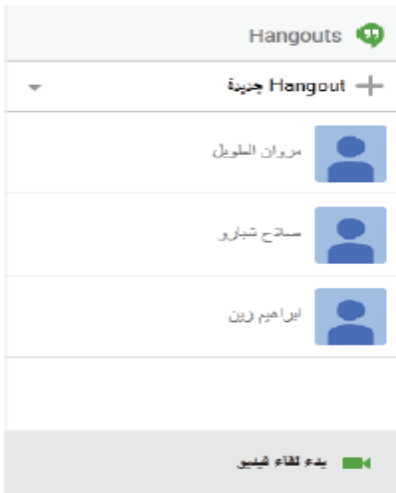 Hangouts
Hangout جديدة
مروان الطويل
صلاح شبارو
ابراهيم زين
بدء لقاء فيديو